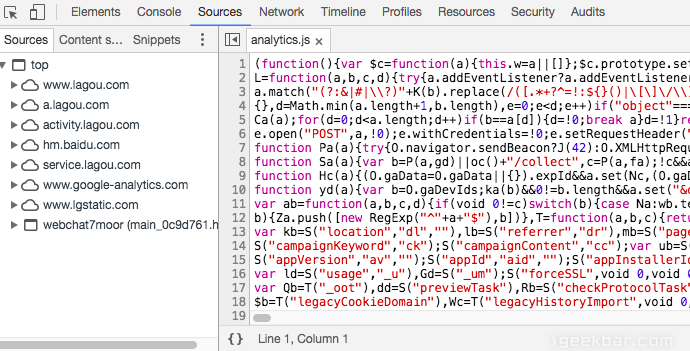 Elements Console Sources Network Timeline Profiles Resources Security Audits
Sources Content s... Snippets
analytics.js ×
top
www.lagou.com
a.lagou.com
activity.lagou.com
hm.baidu.com
service.lagou.com
www.google-analytics.com
www.lgstatic.com
webchat7moor (main_0c9d761.h
1 (function(){var $c=function(a){this.w=a||[]};$c.prototype.set
2 L=function(a,b,c,d){try{a.addEventListener?a.addEventListener
3 a.match("(?:&|#|\\?)"+K(b).replace(/([.*+?^=!:${}()|\[\]\/\\]
4 {},d=Math.min(a.length+1,b.length),e=0;e<d;e++)if("object"===
5 Ca(a);for(d=0;d<a.length;d++)if(b==a[d]){d=!0;break a}d=!1}re
6 e.open("POST",a,!0);e.withCredentials=!0;e.setRequestHeader("
7 function Pa(a){try{O.navigator.sendBeacon?J(42):O.XMLHttpRequ
8 function Sa(a){var b=P(a,gd)||oc()+"/collect",c=P(a,fa);!c&&a
9 function Hc(a){(O.gaData=O.gaData||{}).expId&&a.set(Nc,(O.gaD
10 function yd(a){var b=O.gaDevIds;ka(b)&&0!=b.length&&a.set("&d
11 var ab=function(a,b,c,d){if(void 0!=c)switch(b){case Na:wb.te
12 b){Za.push([new RegExp("^"+a+"$"),b])},T=function(a,b,c){retu
13 var kb=S("location","dl",""),lb=S("referrer","dr"),mb=S("page
14 S("campaignKeyword","ck");S("campaignContent","cc");var ub=S(
15 S("appVersion","av","");S("appId","aid","");S("appInstallerId
16 var ld=S("usage","_u"),Gd=S("_um");S("forceSSL",void 0,void 0
17 var Qb=T("_oot"),dd=S("previewTask"),Rb=S("checkProtocolTask"
18 $b=T("legacyCookieDomain"),Wc=T("legacyHistoryImport",void 0,
19
{} Line 1, Column 1
igeekbar.com